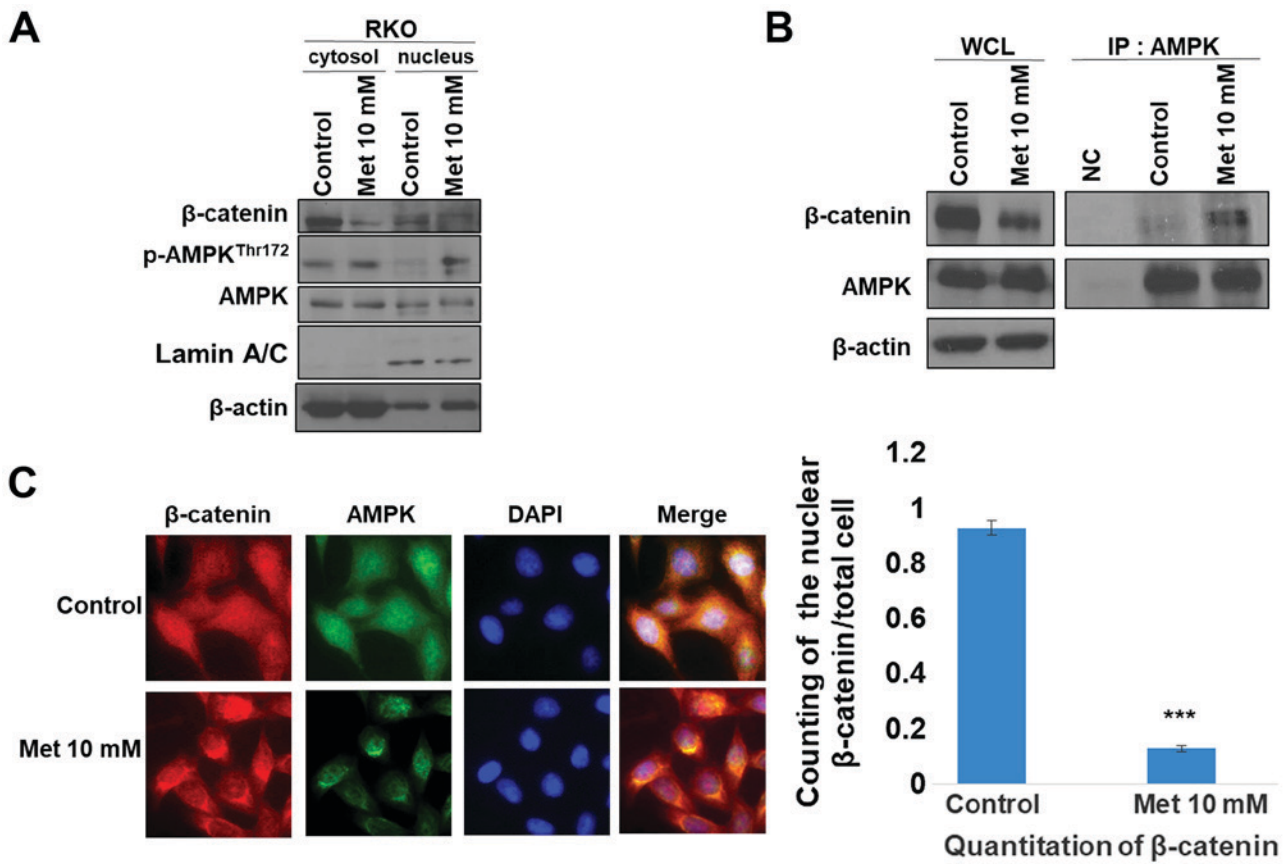 A
RKO
cytosol nucleus
Control Met 10 mM Control Met 10 mM
β-catenin
p-AMPKThr172
AMPK
Lamin A/C
β-actin
B
WCL IP : AMPK
Control Met 10 mM NC Control Met 10 mM
β-catenin
AMPK
β-actin
C
β-catenin AMPK DAPI Merge
Control
Met 10 mM
Counting of the nuclear
β-catenin/total cell
1.2
1
0.8
0.6
0.4
0.2
0
***
Control Met 10 mM
Quantitation of β-catenin